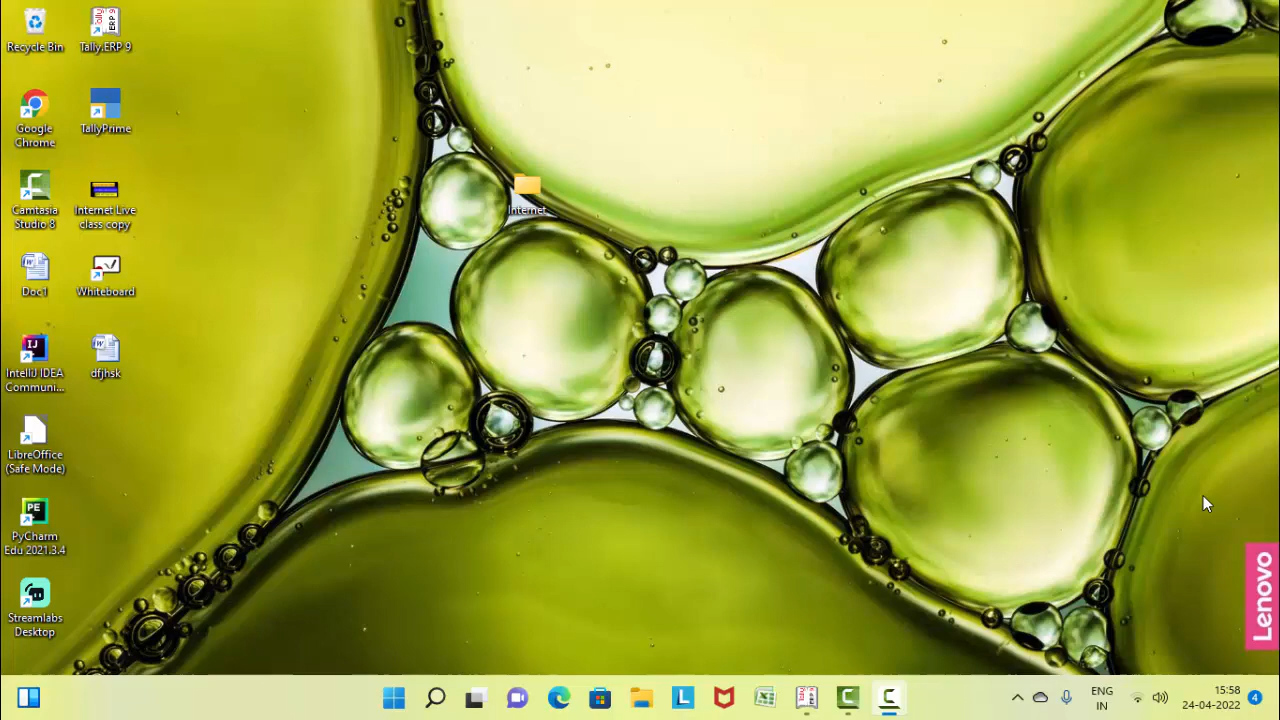 Recycle Bin
Tally.ERP 9
Google
Chrome
TallyPrime
Camtasia
Studio 8
Internet Live
class copy
Internet
Doc1
Whiteboard
IntelliJ IDEA
Communi...
dfjhsk
LibreOffice
(Safe Mode)
PyCharm
Edu 2021.3.4
Streamlabs
Desktop
Lenovo
ENG
IN
15:58
24-04-2022
4